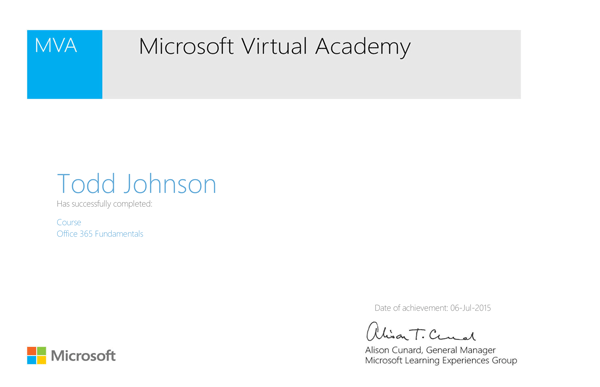 MVA
Microsoft Virtual Academy
Todd Johnson
Has successfully completed:
Course
Office 365 Fundamentals
Date of achievement: 06-Jul-2015
Alison T. Cunard
Alison Cunard, General Manager
Microsoft Learning Experiences Group
Microsoft